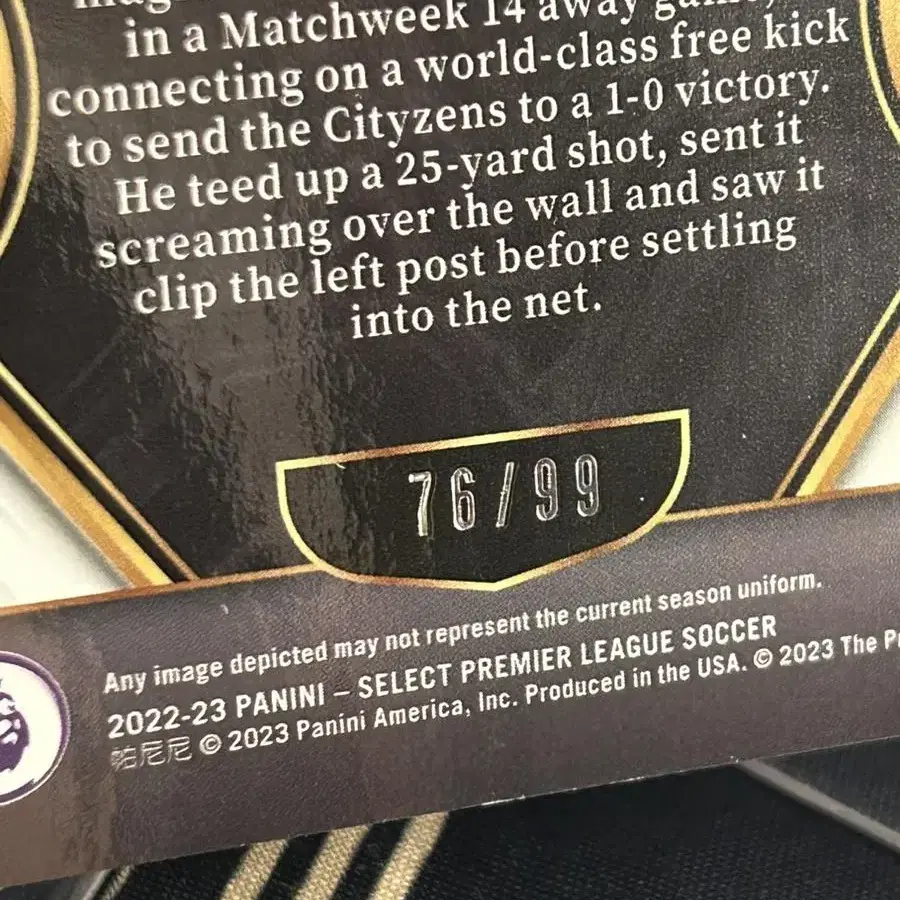 in a Matchweek 14 away
connecting on a world-class free kick
to send the Cityzens to a 1-0 victory.
He teed up a 25-yard shot, sent it
screaming over the wall and saw it
clip the left post before settling
into the net.
76/99
Any image depicted may not represent the current season uniform.
2022-23 PANINI – SELECT PREMIER LEAGUE SOCCER
帕尼尼 © 2023 Panini America, Inc. Produced in the USA. © 2023 The